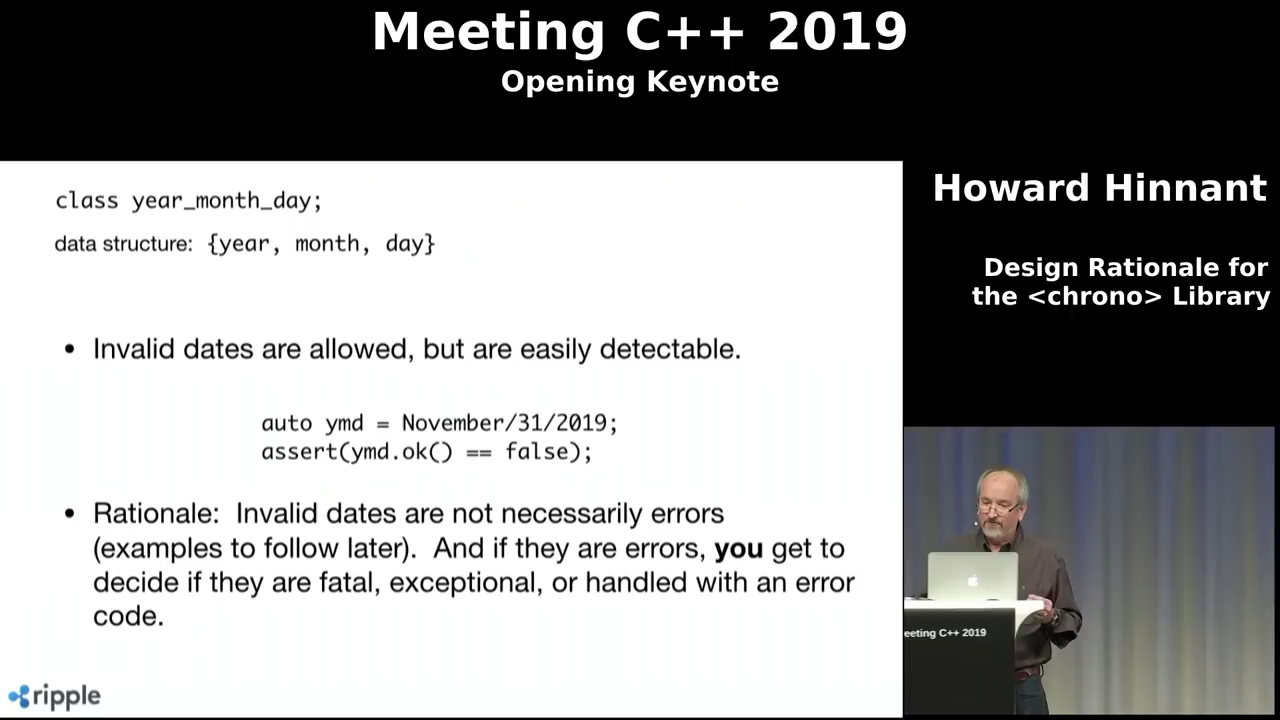 Meeting C++ 2019
Opening Keynote
class year_month_day;
data structure: {year, month, day}
• Invalid dates are allowed, but are easily detectable.
auto ymd = November/31/2019;
assert(ymd.ok() == false);
• Rationale: Invalid dates are not necessarily errors
(examples to follow later). And if they are errors, you get to
decide if they are fatal, exceptional, or handled with an error
code.
ripple
Howard Hinnant
Design Rationale for
the <chrono> Library
eeting C++ 2019